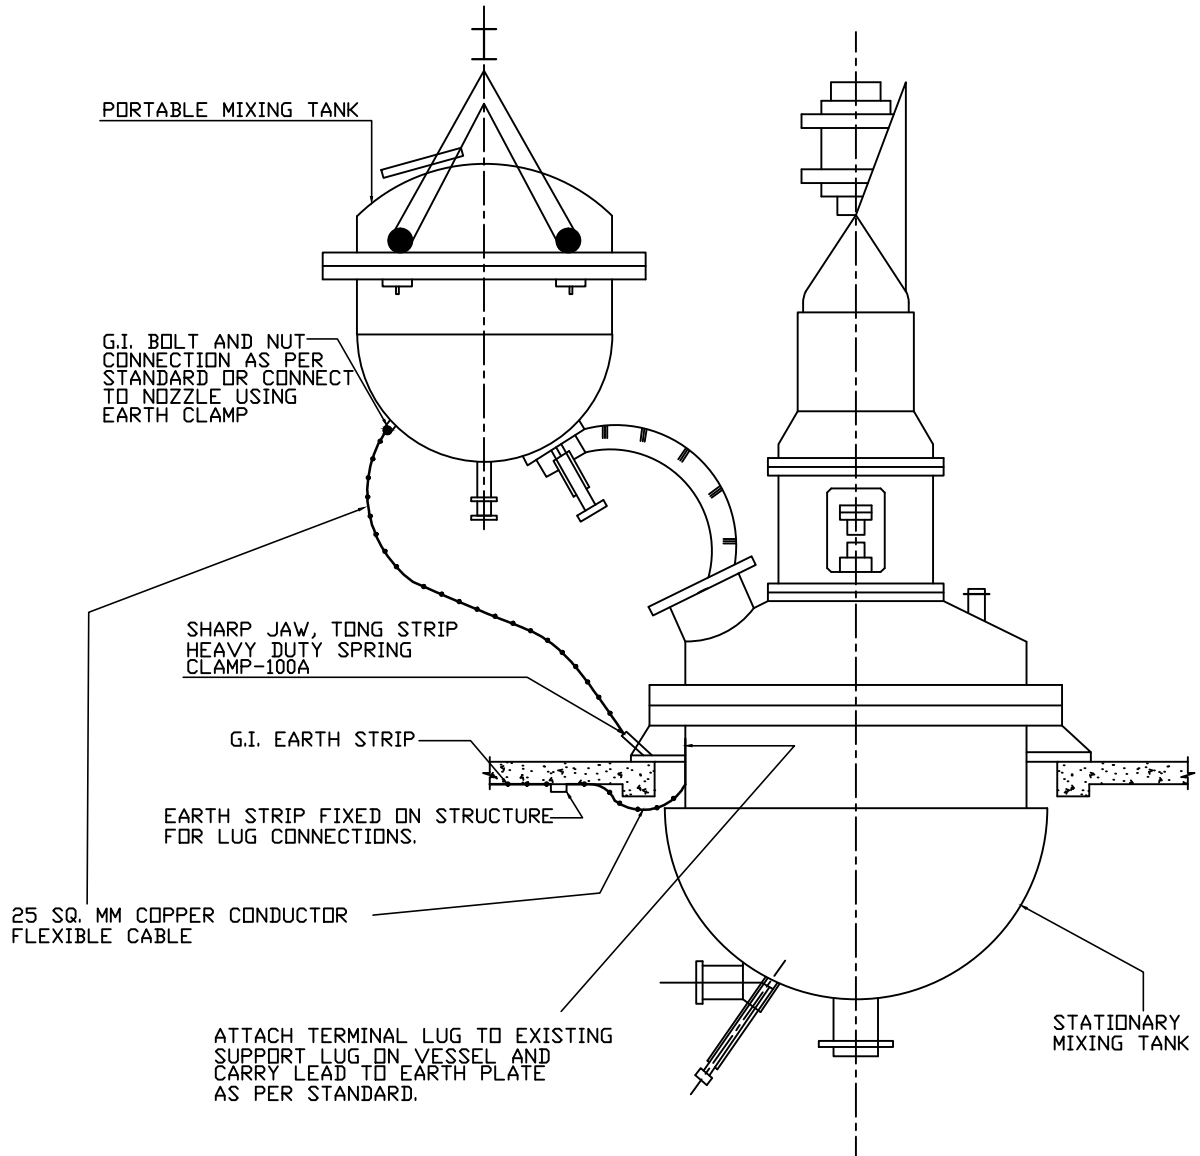 PORTABLE MIXING TANK
G.I. BOLT AND NUT
CONNECTION AS PER
STANDARD OR CONNECT
TO NOZZLE USING
EARTH CLAMP
SHARP JAW, TONG STRIP
HEAVY DUTY SPRING
CLAMP-100A
G.I. EARTH STRIP
EARTH STRIP FIXED ON STRUCTURE
FOR LUG CONNECTIONS.
25 SQ. MM COPPER CONDUCTOR
FLEXIBLE CABLE
ATTACH TERMINAL LUG TO EXISTING
SUPPORT LUG ON VESSEL AND
CARRY LEAD TO EARTH PLATE
AS PER STANDARD.
STATIONARY
MIXING TANK